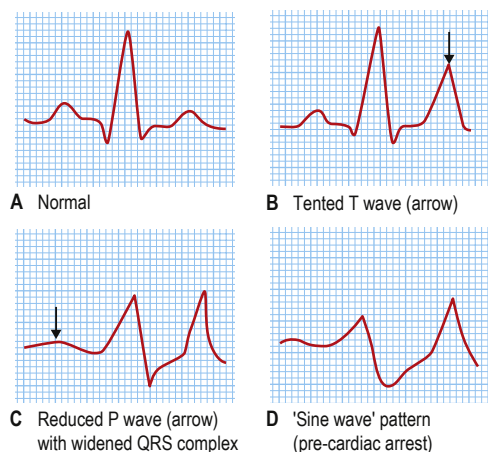 A Normal
B Tented T wave (arrow)
C Reduced P wave (arrow)
with widened QRS complex
D 'Sine wave' pattern
(pre-cardiac arrest)